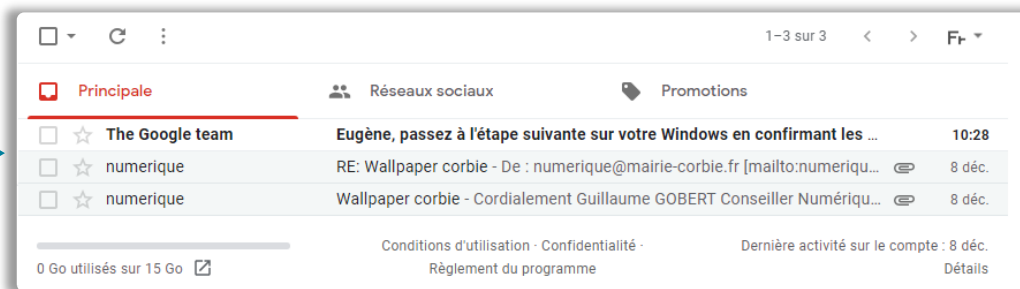 1–3 sur 3 Fr
Principale Réseaux sociaux Promotions
The Google team Eugène, passez à l'étape suivante sur votre Windows en confirmant les ... 10:28
numerique RE: Wallpaper corbie - De : numerique@mairie-corbie.fr [mailto:numeriqu... 8 déc.
numerique Wallpaper corbie - Cordialement Guillaume GOBERT Conseiller Numériqu... 8 déc.
Conditions d'utilisation · Confidentialité · Dernière activité sur le compte : 8 déc.
0 Go utilisés sur 15 Go Règlement du programme Détails